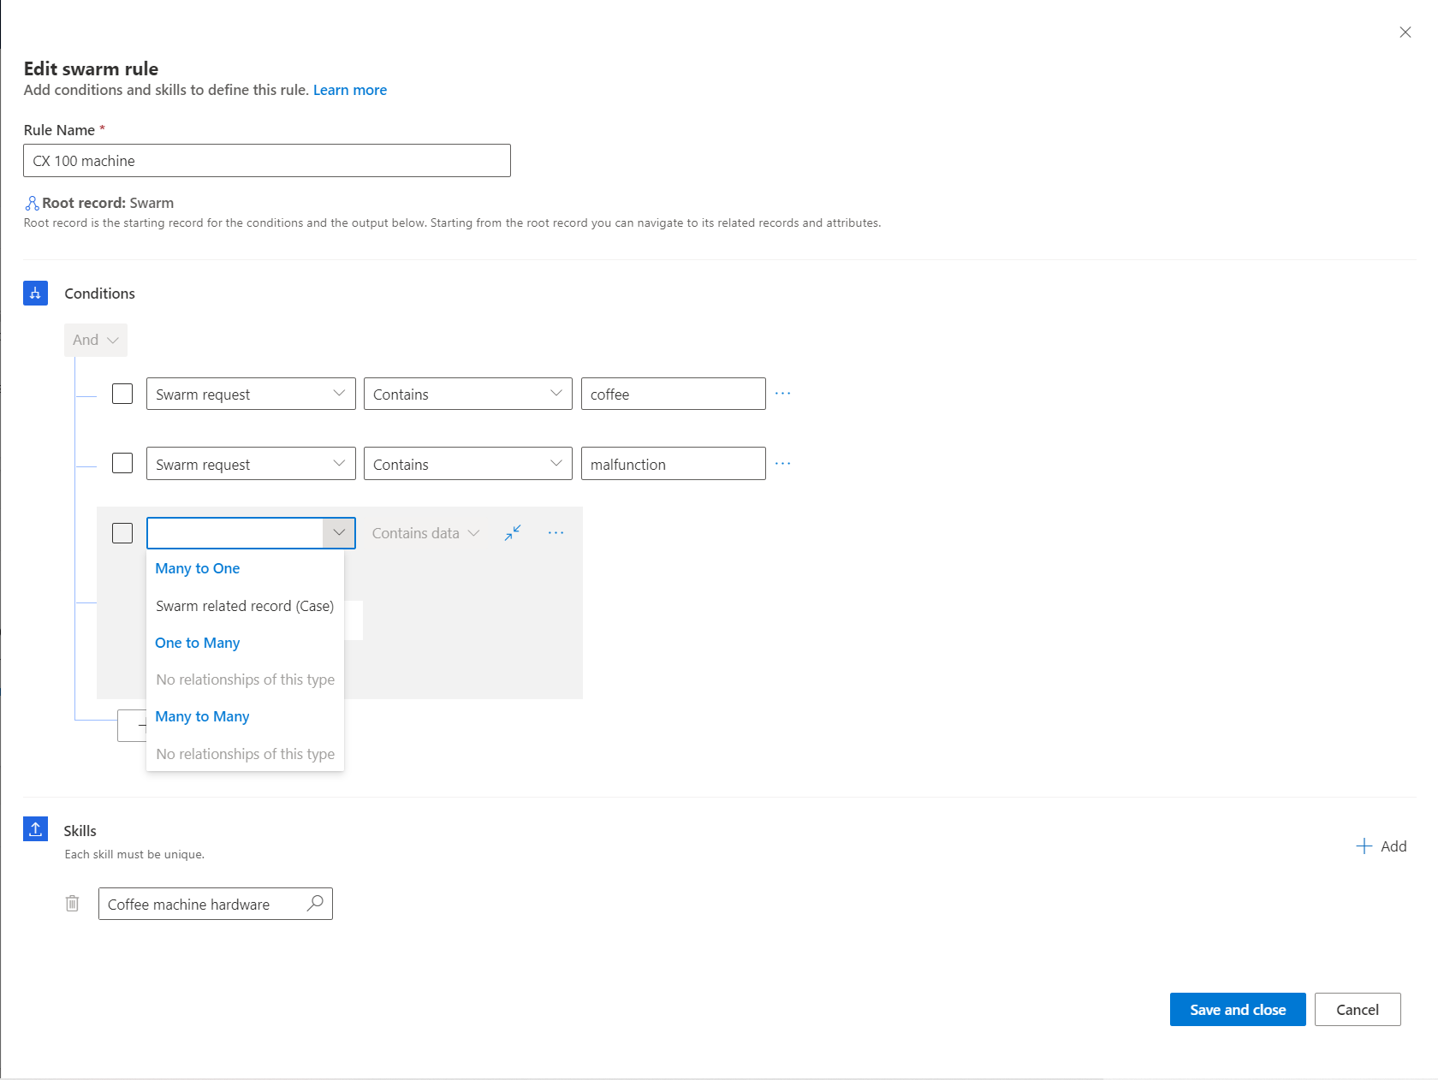 Edit swarm rule
Add conditions and skills to define this rule. Learn more
Rule Name *
CX 100 machine
Root record: Swarm
Root record is the starting record for the conditions and the output below. Starting from the root record you can navigate to its related records and attributes.
Conditions
And
Swarm request Contains coffee ...
Swarm request Contains malfunction ...
Contains data ...
Many to One
Swarm related record (Case)
One to Many
No relationships of this type
Many to Many
No relationships of this type
Skills
Each skill must be unique.
Add
Coffee machine hardware
Save and close Cancel